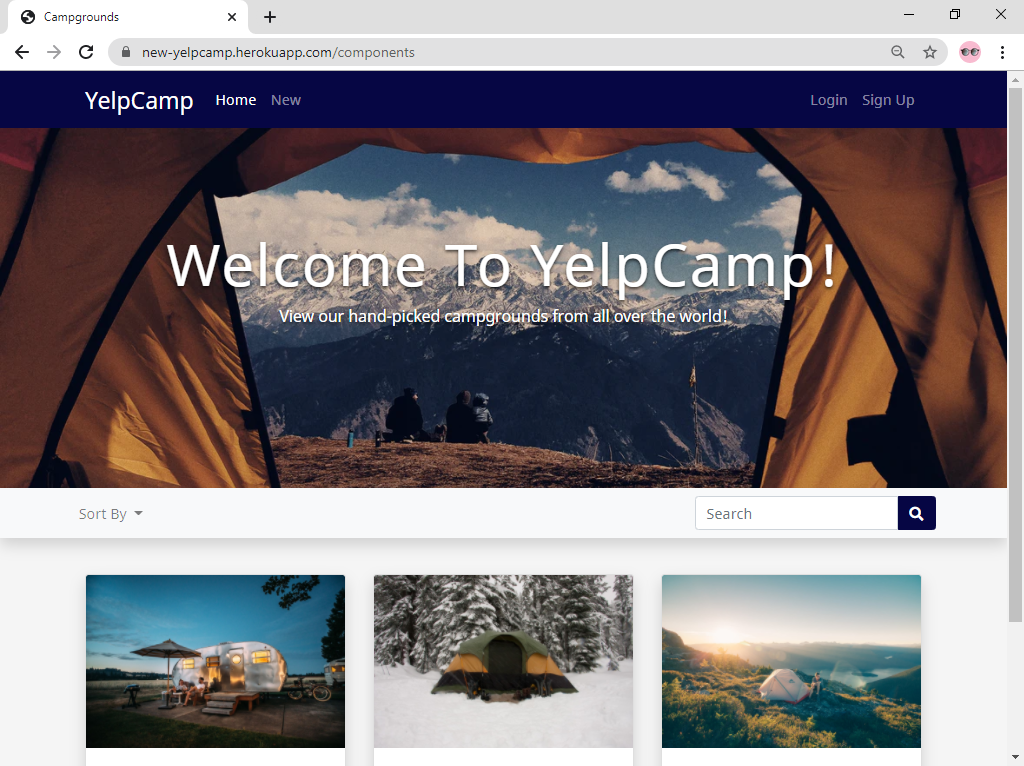 Campgrounds
new-yelpcamp.herokuapp.com/components
YelpCamp Home New Login Sign Up
Welcome To YelpCamp!
View our hand-picked campgrounds from all over the world!
Sort By Search